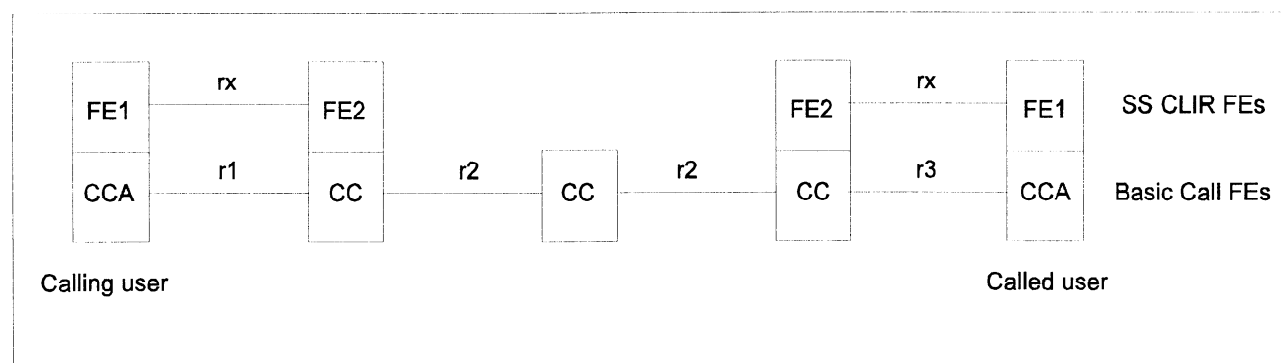 rx rx
FE1 FE2 FE2 FE1 SS CLIR FEs
r1 r2 r2 r3
CCA CC CC CC CCA Basic Call FEs
Calling user Called user